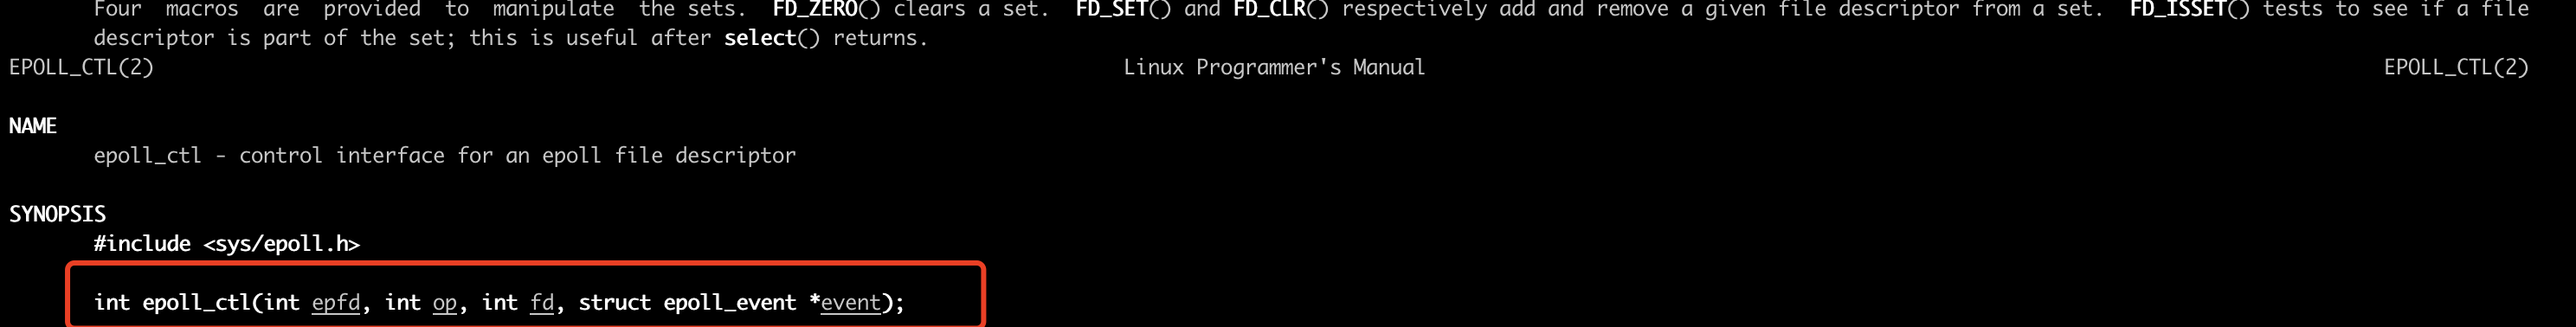 Four macros are provided to manipulate the sets. FD_ZERO() clears a set. FD_SET() and FD_CLR() respectively add and remove a given file descriptor from a set. FD_ISSET() tests to see if a file
descriptor is part of the set; this is useful after select() returns.
EPOLL_CTL(2) Linux Programmer's Manual EPOLL_CTL(2)
NAME
epoll_ctl - control interface for an epoll file descriptor
SYNOPSIS
#include <sys/epoll.h>
int epoll_ctl(int epfd, int op, int fd, struct epoll_event *event);